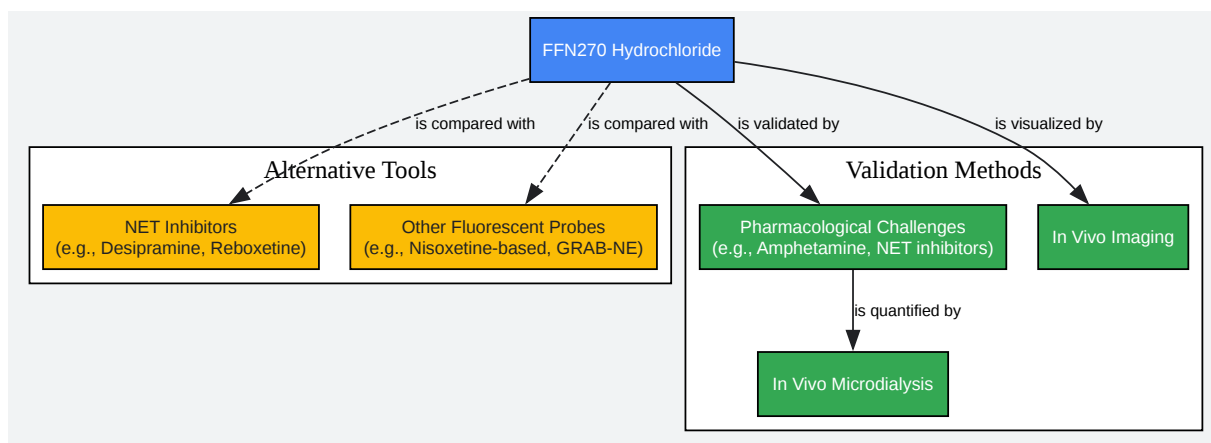 FFN270 Hydrochloride
is compared with
is compared with
is validated by
is visualized by
Alternative Tools
Validation Methods
NET Inhibitors
(e.g., Desipramine, Reboxetine)
Other Fluorescent Probes
(e.g., Nisoxetine-based, GRAB-NE)
Pharmacological Challenges
(e.g., Amphetamine, NET inhibitors)
In Vivo Imaging
is quantified by
In Vivo Microdialysis